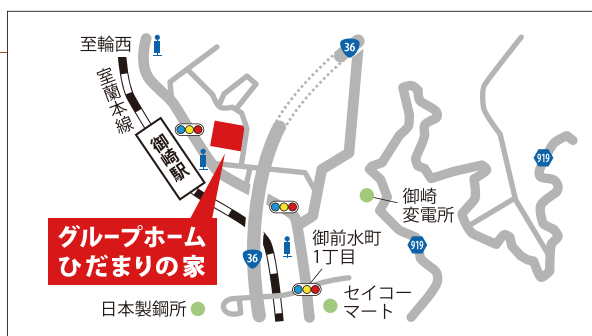 至輪西
36
室蘭本線
御崎駅
919
グループホーム
ひだまりの家
御崎
変電所
御前水町
1丁目
919
36
セイコー
マート
日本製鋼所